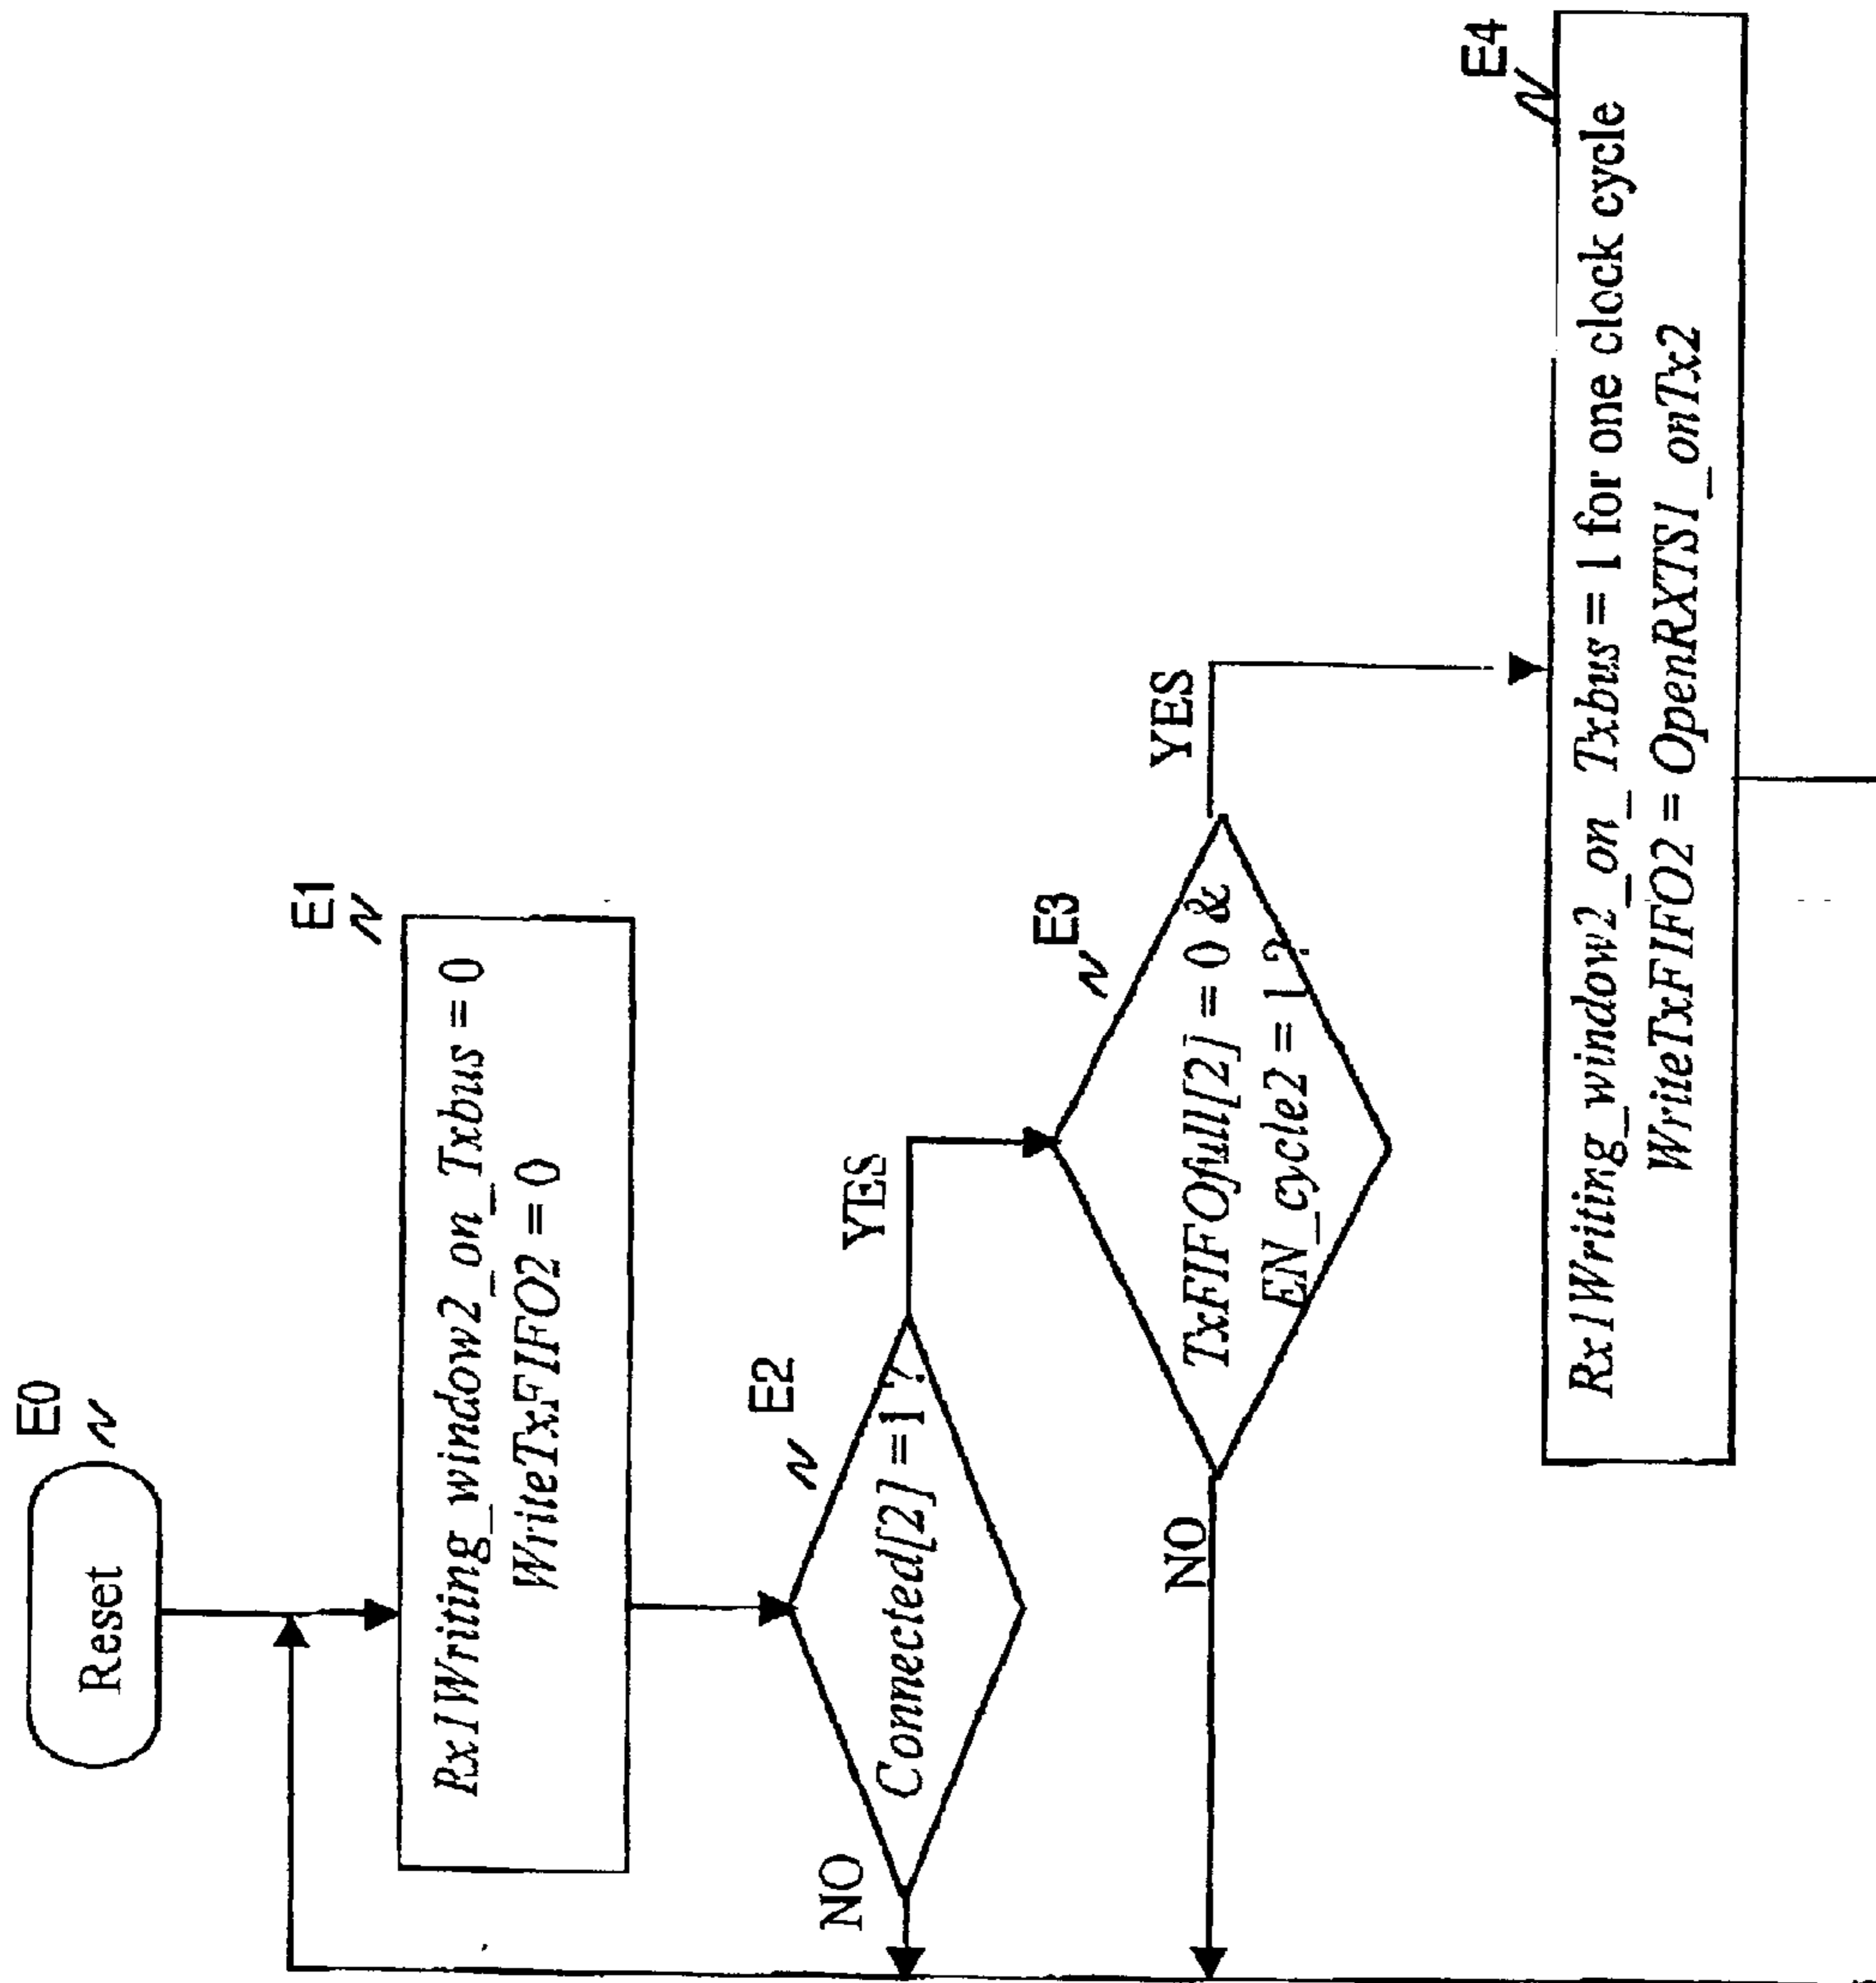 E0
Reset
E1
Rx1Writing_window2_on_Txbus = 0
WriteTxFIFO2 = 0
E2
Connected[2] = 1 ?
YES
NO
E3
TxFIFOfull[2] = 0 &
EN_cycle2 = 1 ?
YES
NO
E4
Rx1Writing_window2_on_Txbus = 1 for one clock cycle
WriteTxFIFO2 = OpenRXTS1_onTx2